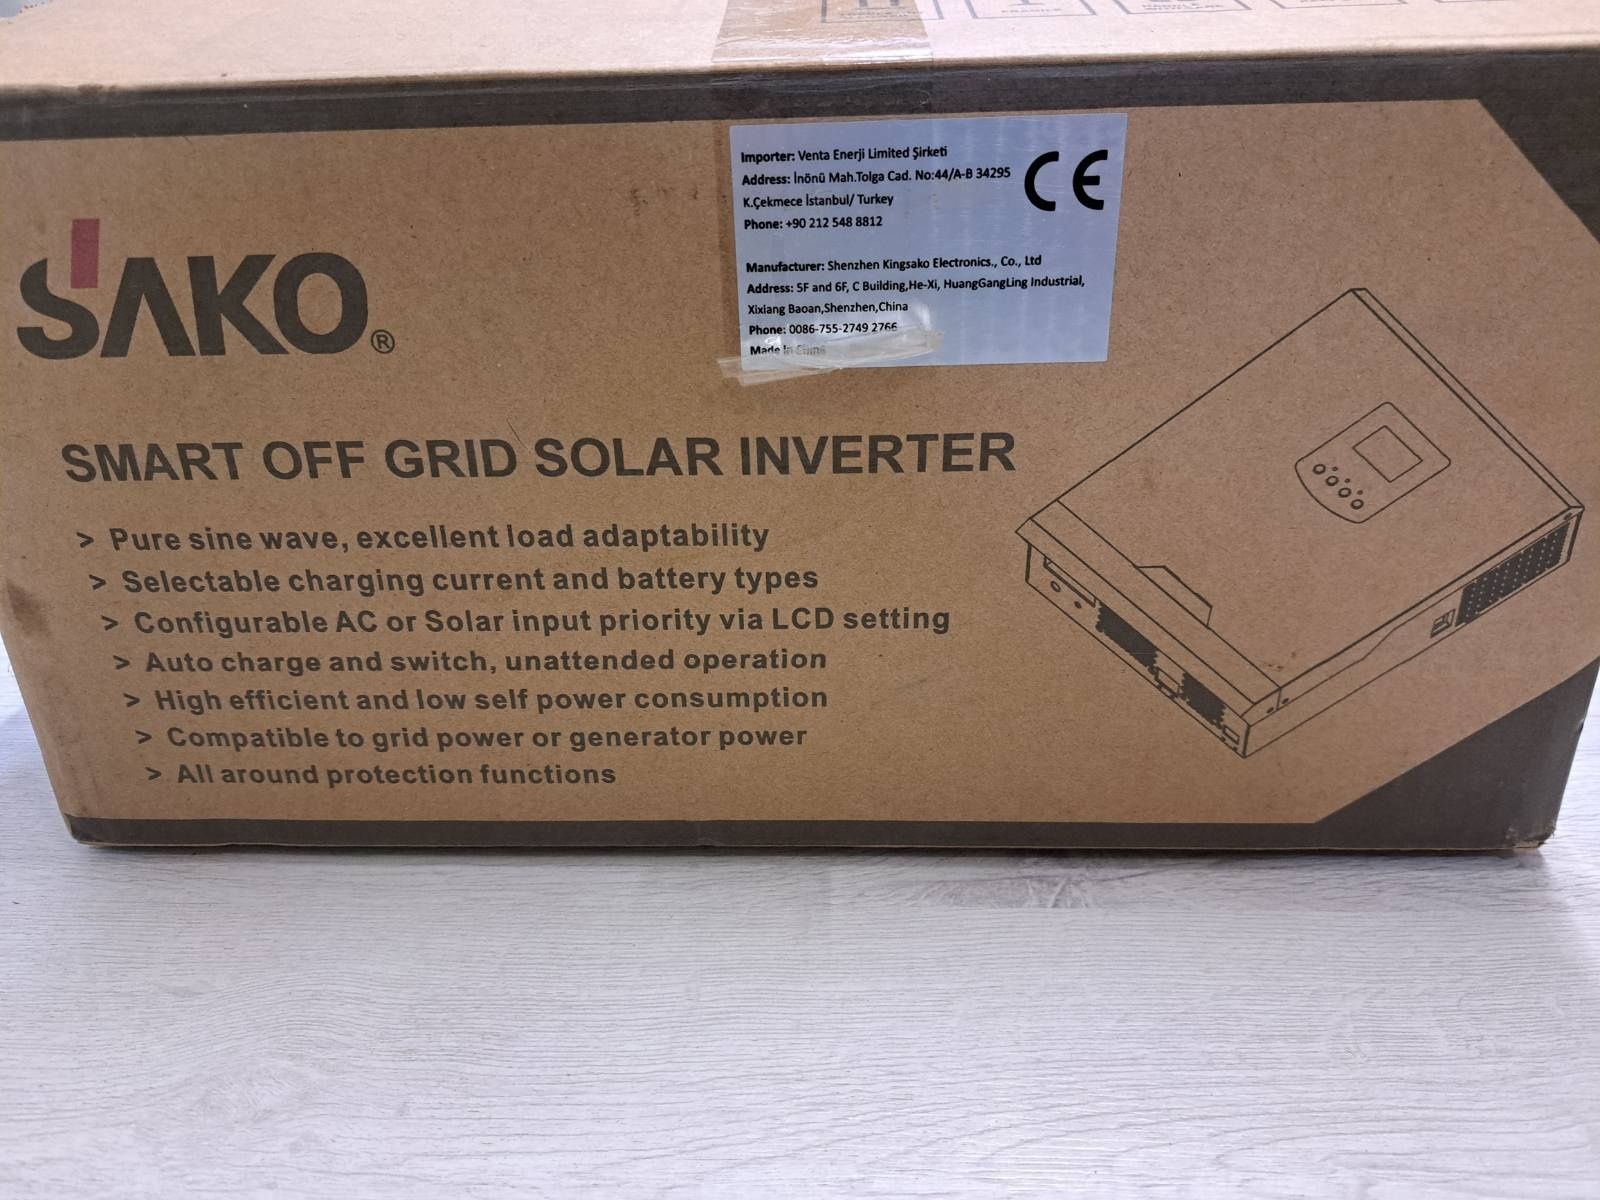 Importer: Venta Enerji Limited Şirketi
Address: İnönü Mah.Tolga Cad. No:44/A-B 34295
K.Çekmece İstanbul/ Turkey
Phone: +90 212 548 8812
CE
Manufacturer: Shenzhen Kingsako Electronics., Co., Ltd
Address: 5F and 6F, C Building,He-Xi, HuangGangLing Industrial,
Xixiang Baoan,Shenzhen,China
Phone: 0086-755-2749 2766
Made in China
SAKO®
SMART OFF GRID SOLAR INVERTER
> Pure sine wave, excellent load adaptability
> Selectable charging current and battery types
> Configurable AC or Solar input priority via LCD setting
> Auto charge and switch, unattended operation
> High efficient and low self power consumption
> Compatible to grid power or generator power
> All around protection functions